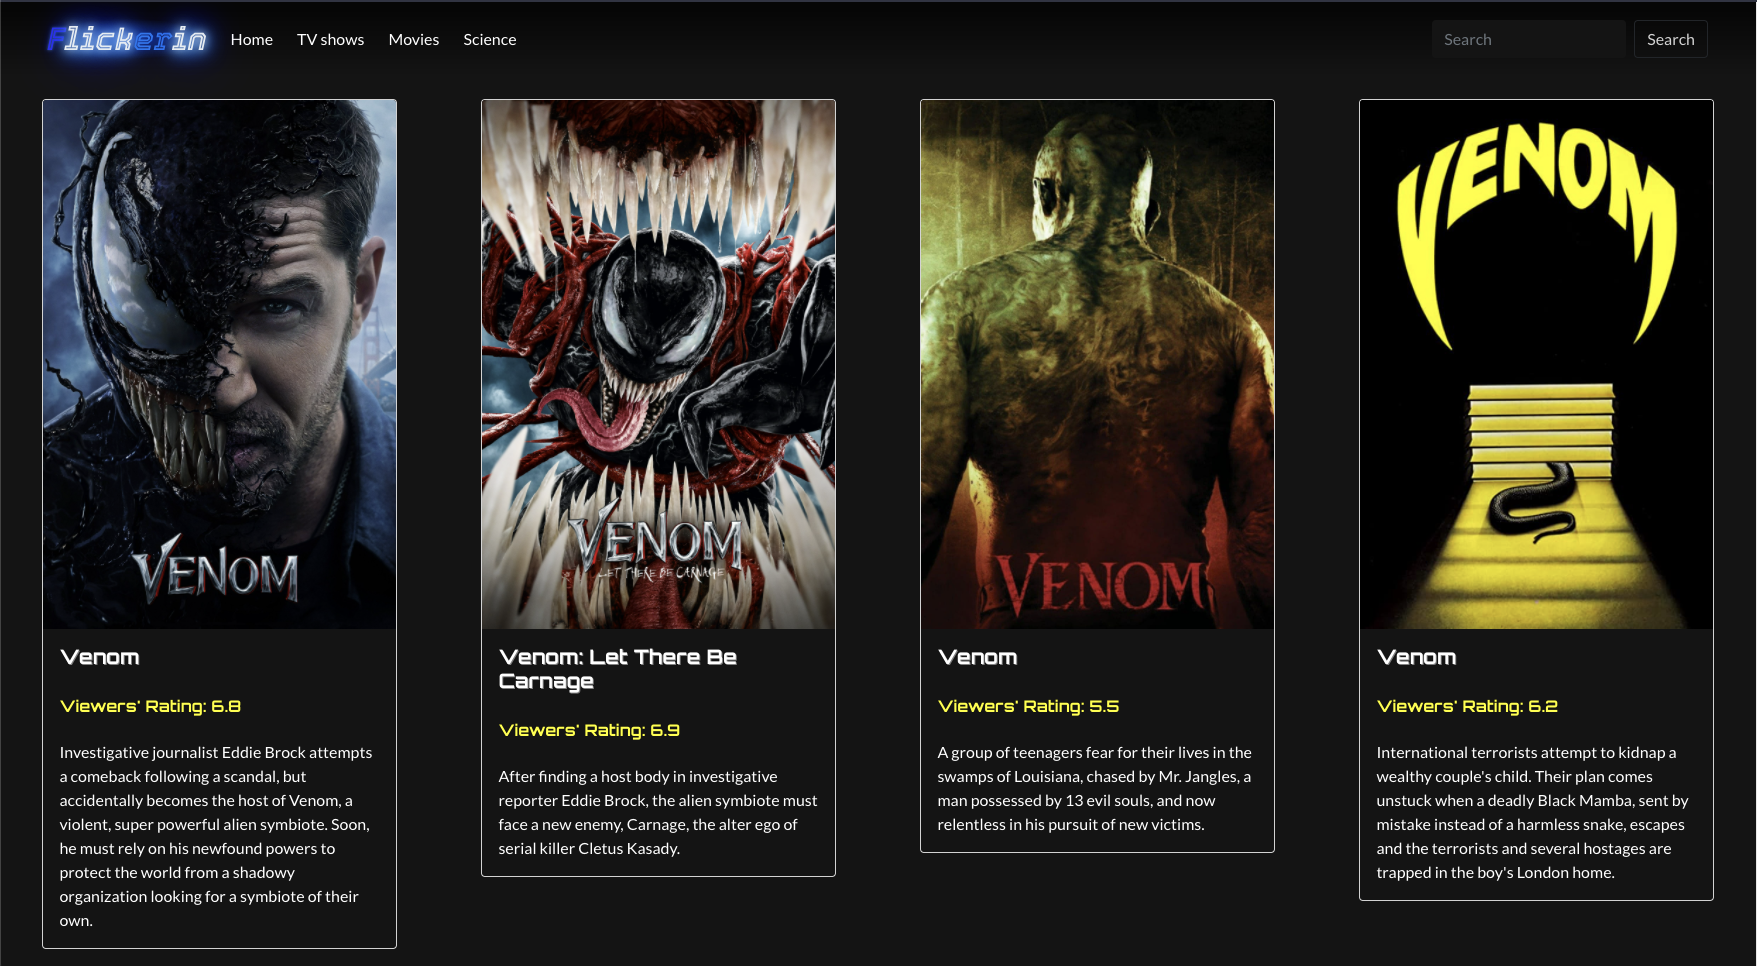 Flickerin
Home
TV shows
Movies
Science
Search
Search
VENOM
Venom
Viewers' Rating: 6.8
Investigative journalist Eddie Brock attempts
a comeback following a scandal, but
accidentally becomes the host of Venom, a
violent, super powerful alien symbiote. Soon,
he must rely on his newfound powers to
protect the world from a shadowy
organization looking for a symbiote of their
own.
VENOM
LET THERE BE CARNAGE
Venom: Let There Be
Carnage
Viewers' Rating: 6.9
After finding a host body in investigative
reporter Eddie Brock, the alien symbiote must
face a new enemy, Carnage, the alter ego of
serial killer Cletus Kasady.
VENOM
Venom
Viewers' Rating: 5.5
A group of teenagers fear for their lives in the
swamps of Louisiana, chased by Mr. Jangles, a
man possessed by 13 evil souls, and now
relentless in his pursuit of new victims.
VENOM
Venom
Viewers' Rating: 6.2
International terrorists attempt to kidnap a
wealthy couple's child. Their plan comes
unstuck when a deadly Black Mamba, sent by
mistake instead of a harmless snake, escapes
and the terrorists and several hostages are
trapped in the boy's London home.